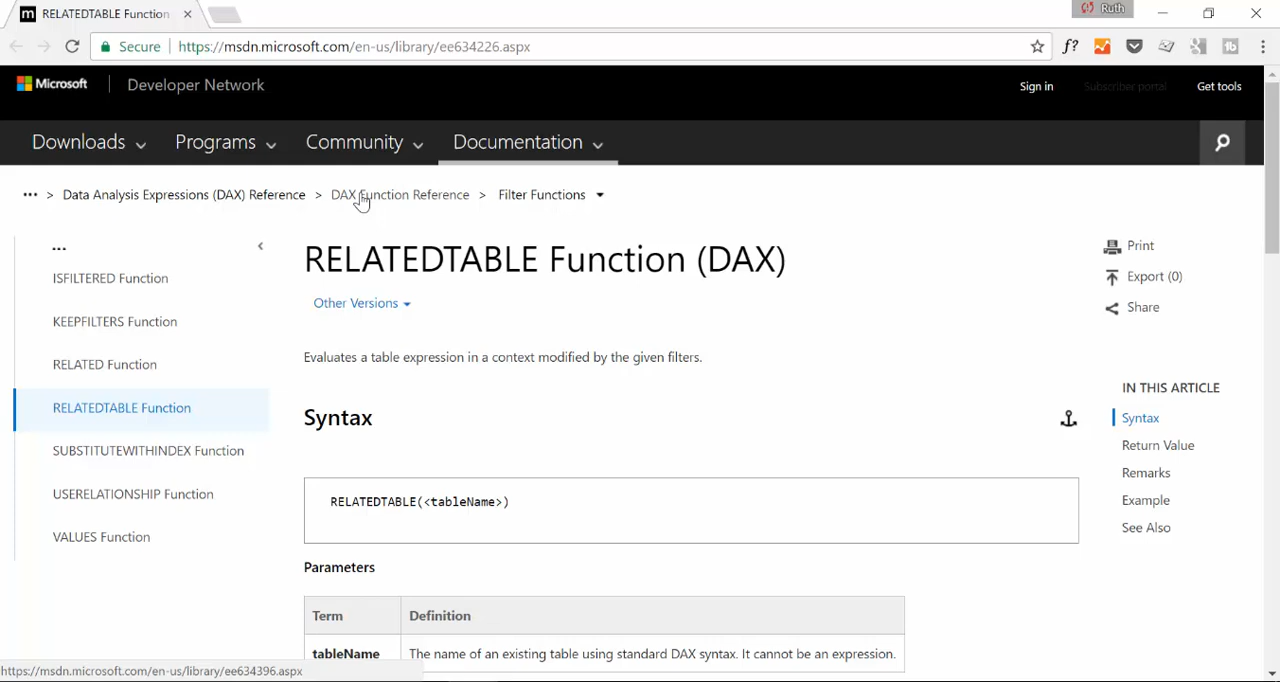 RELATEDTABLE Function
Ruth
Secure
https://msdn.microsoft.com/en-us/library/ee634226.aspx
f?
Microsoft
Developer Network
Sign in
Subscriber portal
Get tools
Downloads
Programs
Community
Documentation
... > Data Analysis Expressions (DAX) Reference > DAX Function Reference > Filter Functions
...
ISFILTERED Function
KEEPFILTERS Function
RELATED Function
RELATEDTABLE Function
SUBSTITUTEWITHINDEX Function
USERELATIONSHIP Function
VALUES Function
RELATEDTABLE Function (DAX)
Other Versions
Evaluates a table expression in a context modified by the given filters.
Syntax
RELATEDTABLE(<tableName>)
Parameters
Term
Definition
tableName
The name of an existing table using standard DAX syntax. It cannot be an expression.
Print
Export (0)
Share
IN THIS ARTICLE
Syntax
Return Value
Remarks
Example
See Also
https://msdn.microsoft.com/en-us/library/ee634396.aspx